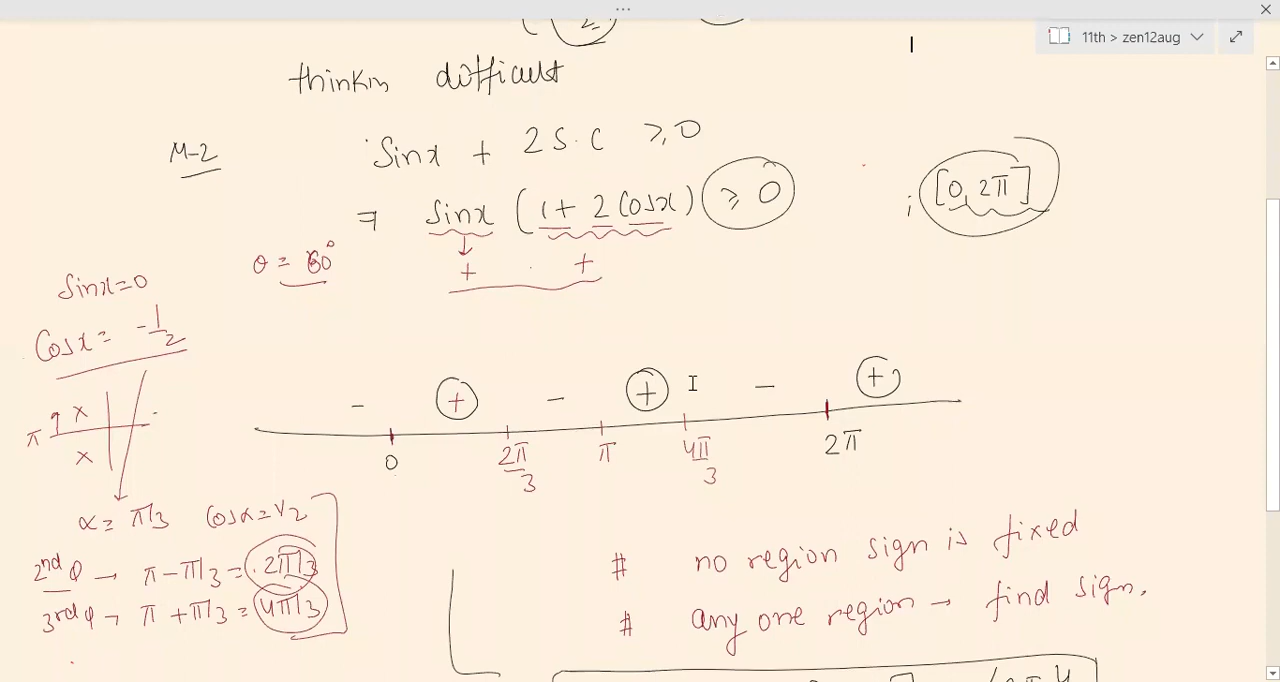 11th > zen12aug
thinkin difficult
M-2
Sinx + 2 S. C ⩾ 0
⇒ sinx (1 + 2 Cosx) ⩾ 0 ; [0, 2π]
θ = 60°
+ +
Sinx = 0
Cosx = -1/2
- + - + - +
0 2π/3 π 4π/3 2π
π x
x
α = π/3 Cosα = 1/2
2nd Q → π - π/3 = 2π/3
3rd Q → π + π/3 = 4π/3
# no region sign is fixed
# any one region → find sign.